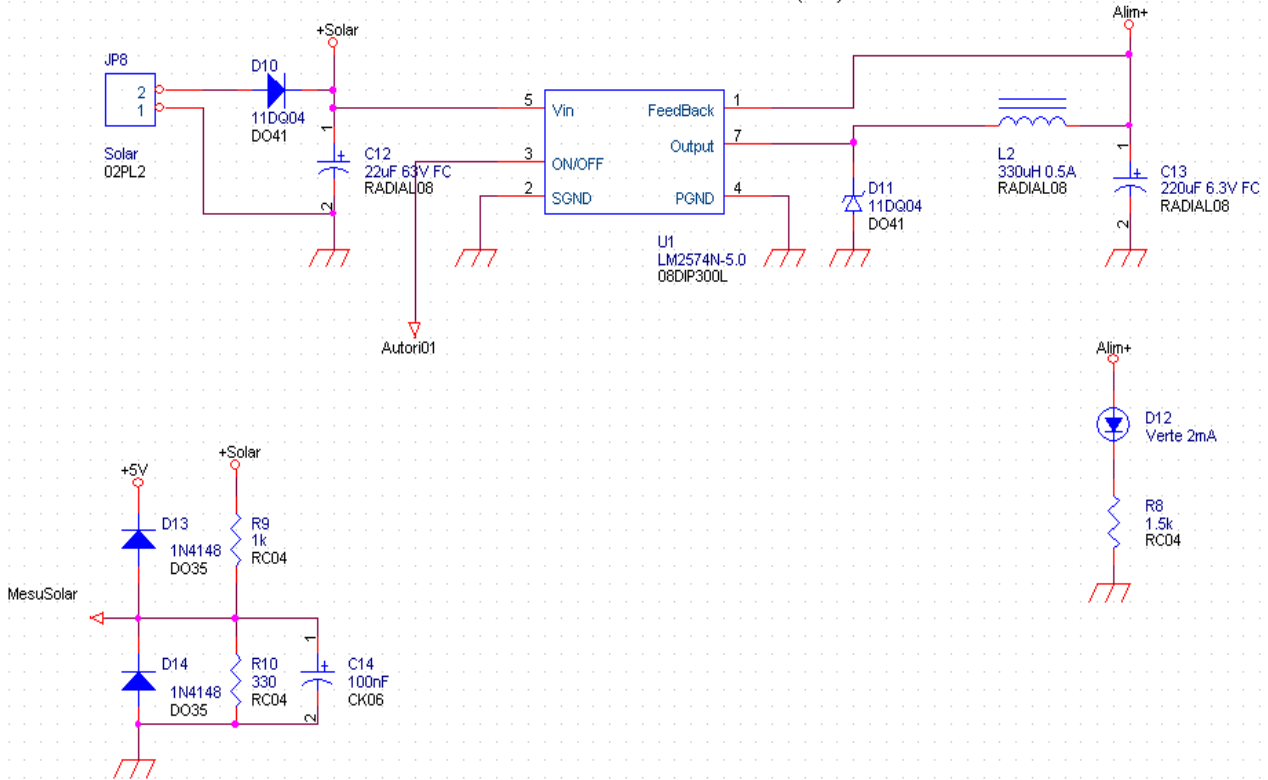 +Solar
JP8
2
1
Solar
02PL2
D10
11DQ04
DO41
1
C12
22uF 63V FC
RADIAL08
2
5
Vin
FeedBack
1
Output
7
3
ON/OFF
2
SGND
PGND
4
U1
LM2574N-5.0
08DIP300L
Autori01
D11
11DQ04
DO41
L2
330uH 0.5A
RADIAL08
Alim+
1
C13
220uF 6.3V FC
RADIAL08
2
Alim+
D12
Verte 2mA
R8
1.5k
RC04
+5V
+Solar
D13
1N4148
DO35
R9
1k
RC04
MesuSolar
D14
1N4148
DO35
R10
330
RC04
1
C14
100nF
CK06
2